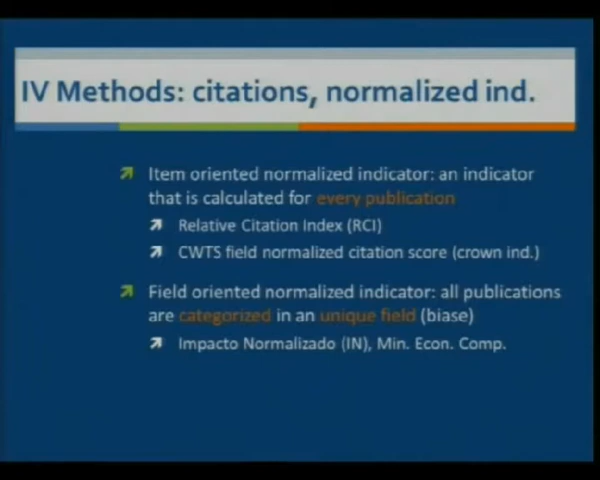 IV Methods: citations, normalized ind.
Item oriented normalized indicator: an indicator
that is calculated for every publication
Relative Citation Index (RCI)
CWTS field normalized citation score (crown ind.)
Field oriented normalized indicator: all publications
are categorized in an unique field (biase)
Impacto Normalizado (IN), Min. Econ. Comp.